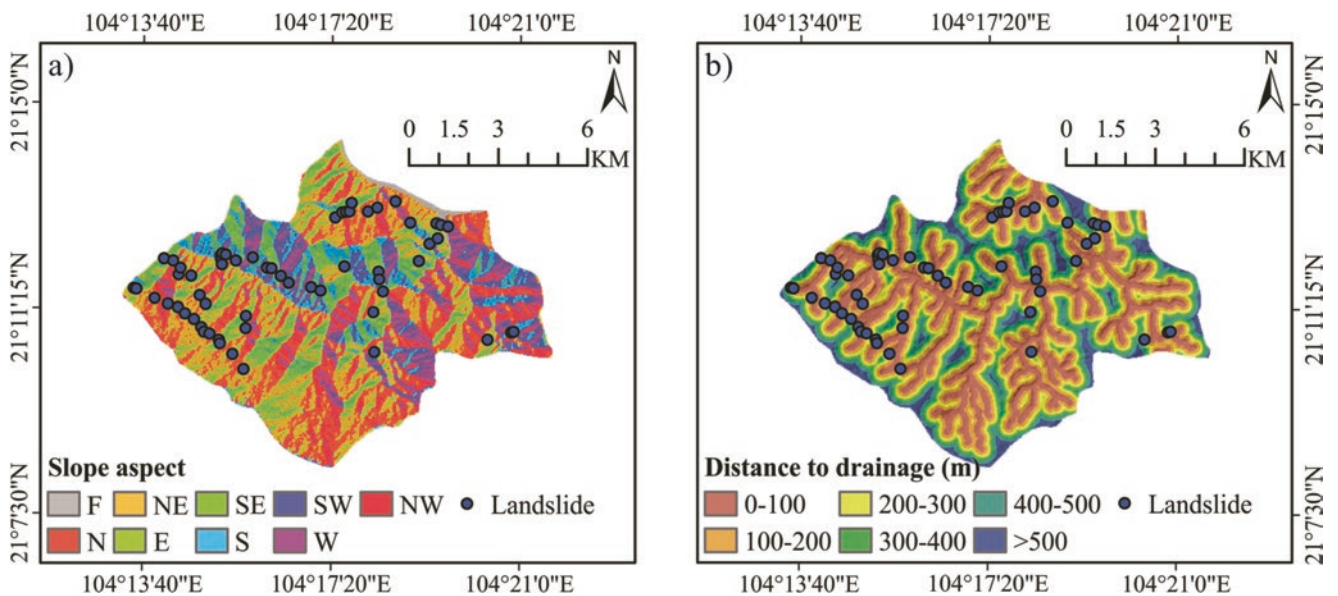 104°13'40"E 104°17'20"E 104°21'0"E
a)
N
0 1.5 3 6
KM
21°15'0"N
21°11'15"N
21°7'30"N
Slope aspect
F NE SE SW NW Landslide
N E S W
104°13'40"E 104°17'20"E 104°21'0"E
104°13'40"E 104°17'20"E 104°21'0"E
b)
N
0 1.5 3 6
KM
21°15'0"N
21°11'15"N
21°7'30"N
Distance to drainage (m)
0-100 200-300 400-500 Landslide
100-200 300-400 >500
104°13'40"E 104°17'20"E 104°21'0"E